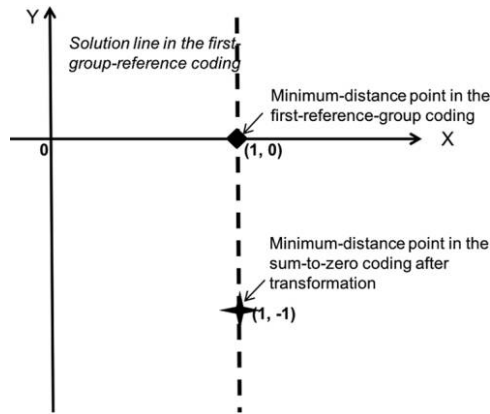 Y
Solution line in the first-
group-reference coding
Minimum-distance point in the
first-reference-group coding
X
0
(1, 0)
Minimum-distance point in the
sum-to-zero coding after
transformation
(1, -1)